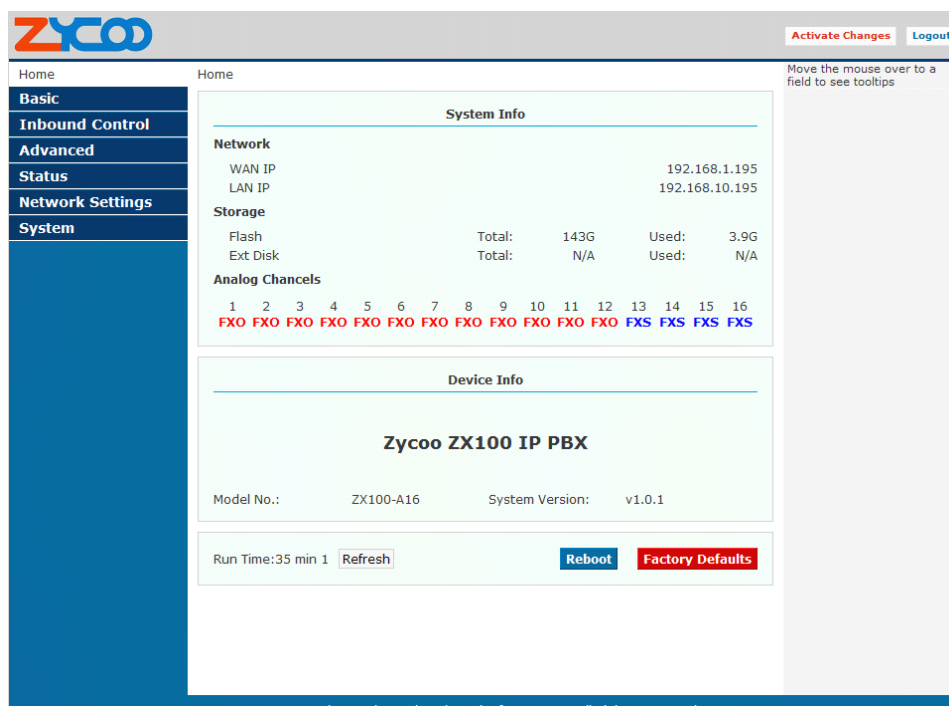 ZYCOO
Activate Changes Logout
Home
Basic
Inbound Control
Advanced
Status
Network Settings
System
Home
System Info
Network
WAN IP 192.168.1.195
LAN IP 192.168.10.195
Storage
Flash Total: 143G Used: 3.9G
Ext Disk Total: N/A Used: N/A
Analog Chancels
1 2 3 4 5 6 7 8 9 10 11 12 13 14 15 16
FXO FXO FXO FXO FXO FXO FXO FXO FXO FXO FXO FXO FXS FXS FXS FXS
Device Info
Zycoo ZX100 IP PBX
Model No.: ZX100-A16 System Version: v1.0.1
Run Time:35 min 1 Refresh Reboot Factory Defaults
Move the mouse over to a
field to see tooltips